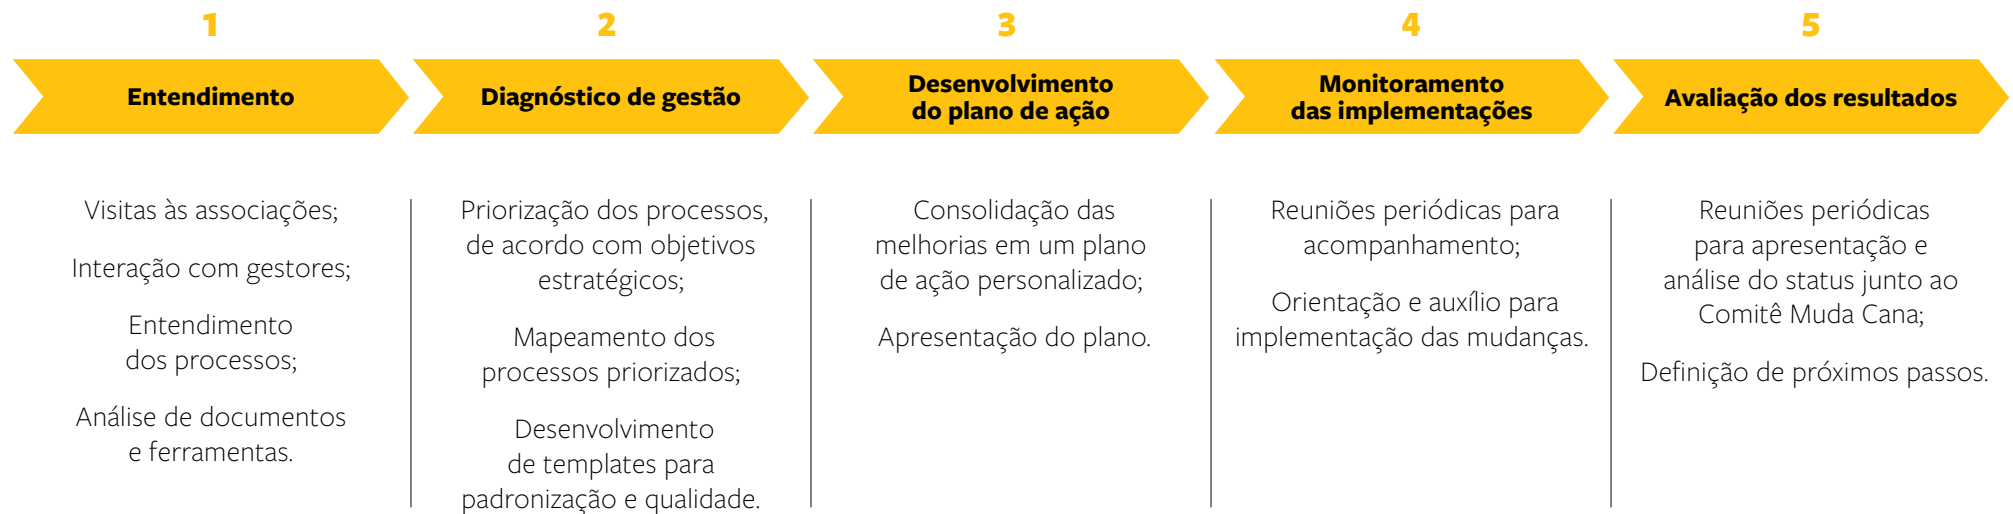 1
Entendimento
Visitas às associações;
Interação com gestores;
Entendimento
dos processos;
Análise de documentos
e ferramentas.
2
Diagnóstico de gestão
Priorização dos processos,
de acordo com objetivos
estratégicos;
Mapeamento dos
processos priorizados;
Desenvolvimento
de templates para
padronização e qualidade.
3
Desenvolvimento
do plano de ação
Consolidação das
melhorias em um plano
de ação personalizado;
Apresentação do plano.
4
Monitoramento
das implementações
Reuniões periódicas para
acompanhamento;
Orientação e auxílio para
implementação das mudanças.
5
Avaliação dos resultados
Reuniões periódicas
para apresentação e
análise do status junto ao
Comitê Muda Cana;
Definição de próximos passos.